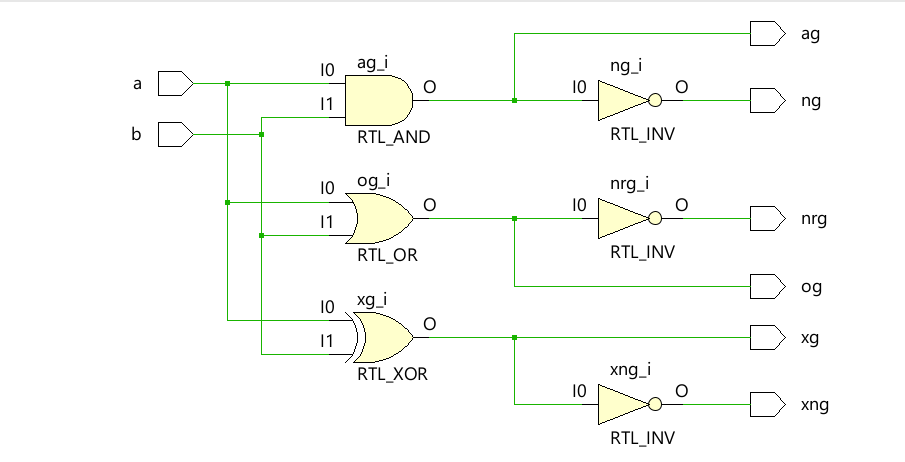 ag
ag_i
ng_i
a
I0
O
I0
O
ng
I1
b
RTL_AND
RTL_INV
og_i
nrg_i
I0
O
I0
O
nrg
I1
RTL_OR
RTL_INV
og
xg_i
I0
O
xg
I1
RTL_XOR
xng_i
I0
O
xng
RTL_INV